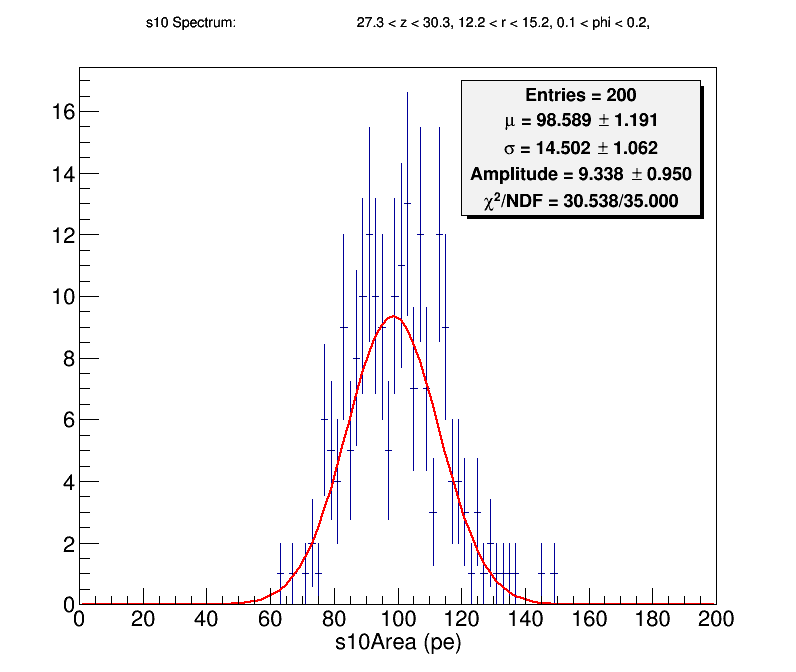 s10 Spectrum: 27.3 < z < 30.3, 12.2 < r < 15.2, 0.1 < phi < 0.2,
Entries = 200
μ = 98.589 ± 1.191
σ = 14.502 ± 1.062
Amplitude = 9.338 ± 0.950
χ²/NDF = 30.538/35.000
16
14
12
10
8
6
4
2
0
0 20 40 60 80 100 120 140 160 180 200
s10Area (pe)